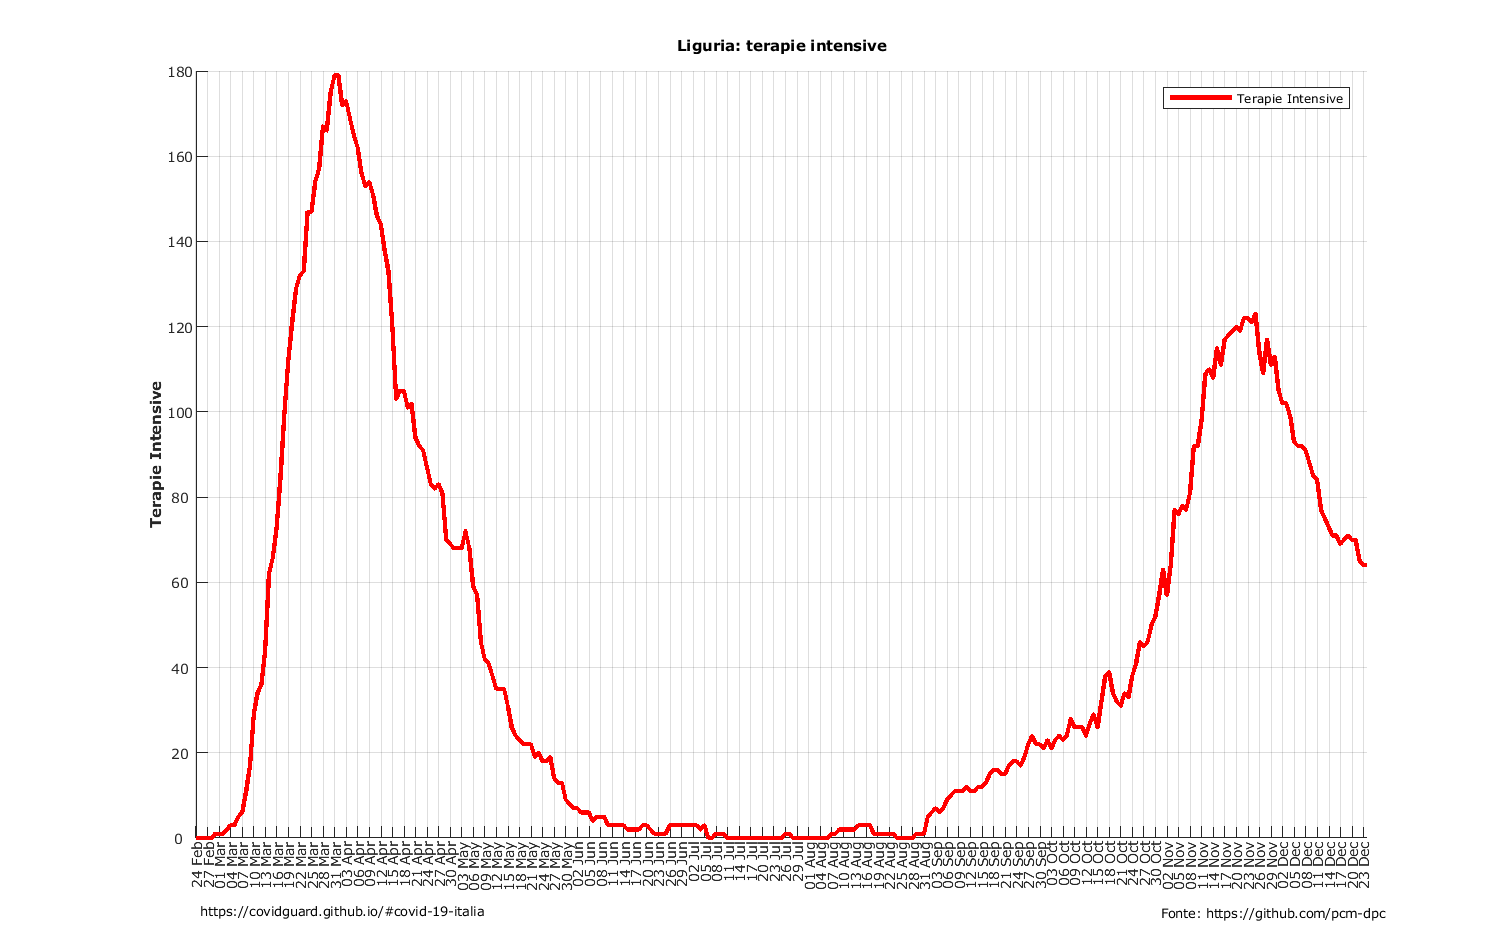 Liguria: terapie intensive
Terapie Intensive
Terapie Intensive
180
160
140
120
100
80
60
40
20
0
24 Feb
27 Feb
01 Mar
04 Mar
07 Mar
10 Mar
13 Mar
16 Mar
19 Mar
22 Mar
25 Mar
28 Mar
31 Mar
03 Apr
06 Apr
09 Apr
12 Apr
15 Apr
18 Apr
21 Apr
24 Apr
27 Apr
30 Apr
03 May
06 May
09 May
12 May
15 May
18 May
21 May
24 May
27 May
30 May
02 Jun
05 Jun
08 Jun
11 Jun
14 Jun
17 Jun
20 Jun
23 Jun
26 Jun
29 Jun
02 Jul
05 Jul
08 Jul
11 Jul
14 Jul
17 Jul
20 Jul
23 Jul
26 Jul
29 Jul
01 Aug
04 Aug
07 Aug
10 Aug
13 Aug
16 Aug
19 Aug
22 Aug
25 Aug
28 Aug
31 Aug
03 Sep
06 Sep
09 Sep
12 Sep
15 Sep
18 Sep
21 Sep
24 Sep
27 Sep
30 Sep
03 Oct
06 Oct
09 Oct
12 Oct
15 Oct
18 Oct
21 Oct
24 Oct
27 Oct
30 Oct
02 Nov
05 Nov
08 Nov
11 Nov
14 Nov
17 Nov
20 Nov
23 Nov
26 Nov
29 Nov
02 Dec
05 Dec
08 Dec
11 Dec
14 Dec
17 Dec
20 Dec
23 Dec
https://covidguard.github.io/#covid-19-italia
Fonte: https://github.com/pcm-dpc